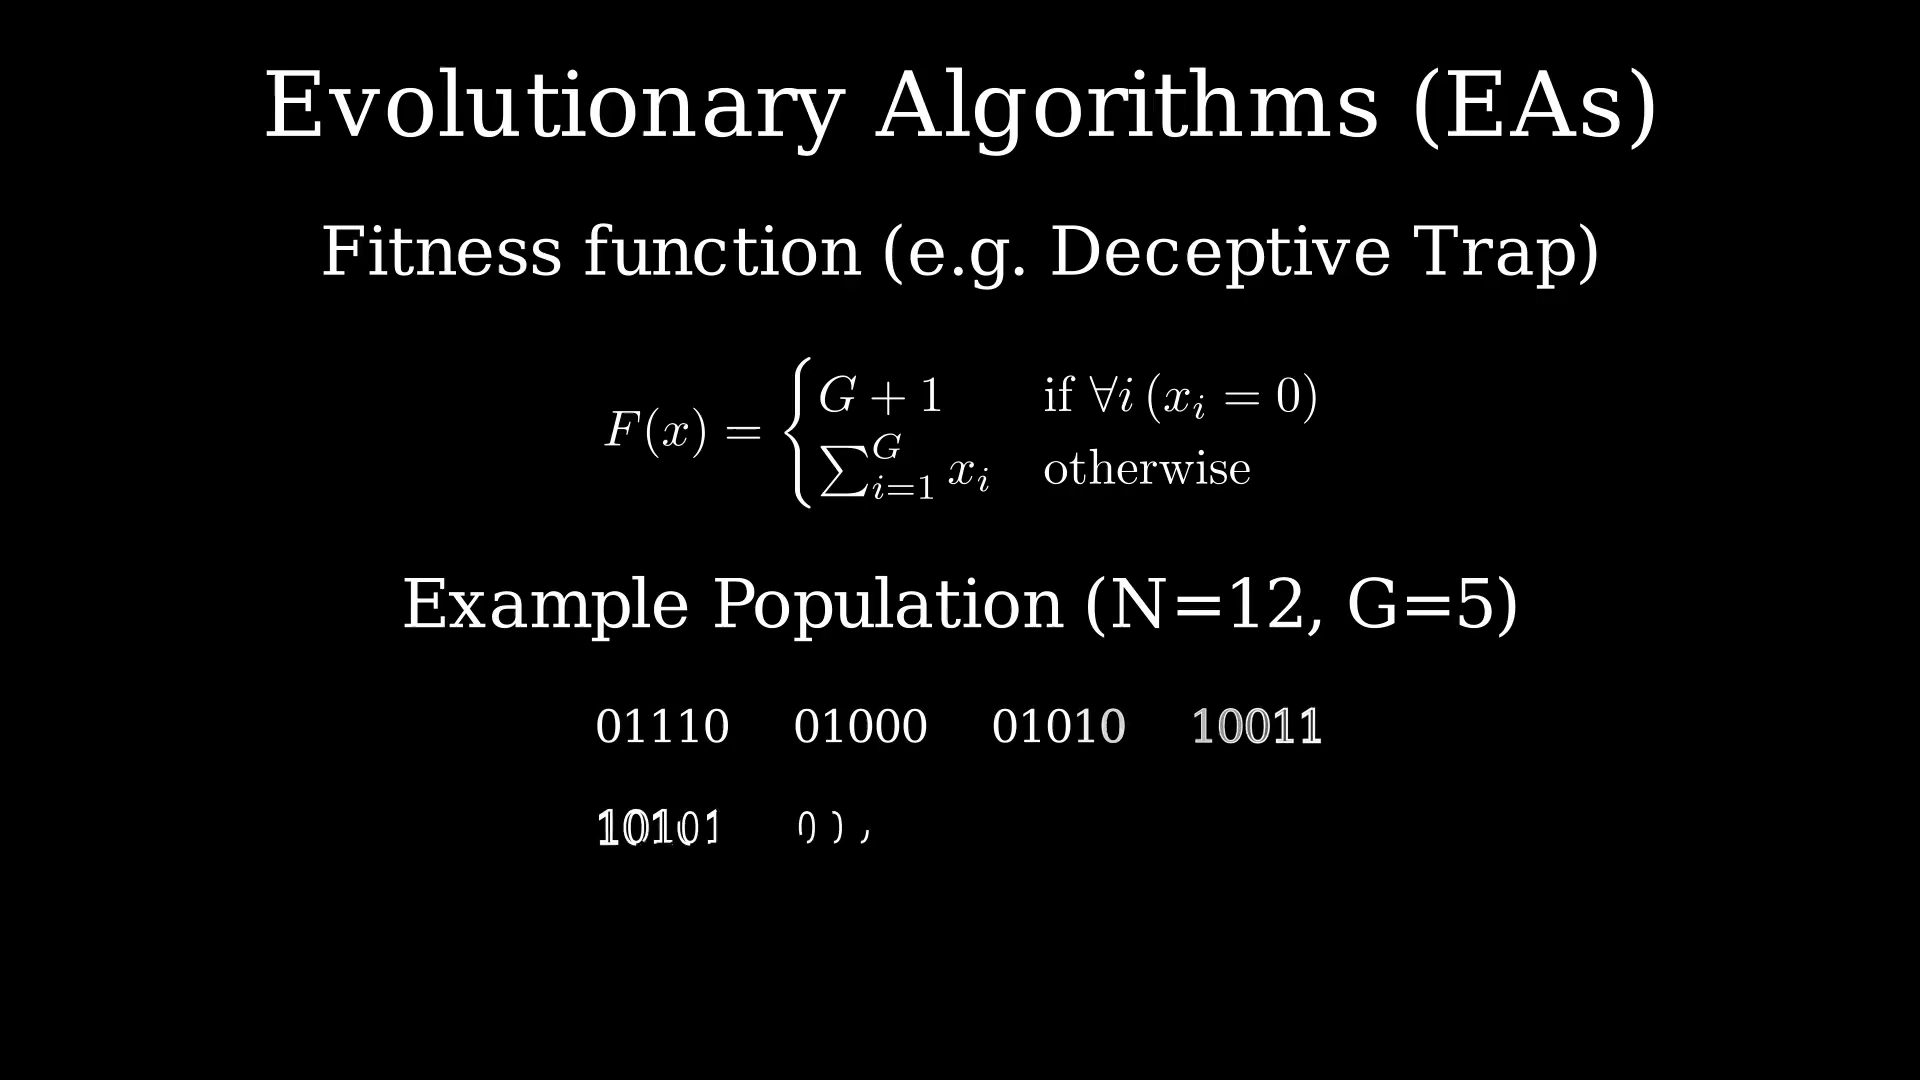 Evolutionary Algorithms (EAs)
Fitness function (e.g. Deceptive Trap)
F(x) = { G + 1 if ∀i (x_i = 0)
∑_{i=1}^{G} x_i otherwise
Example Population (N=12, G=5)
01110 01000 01010 10011
10101